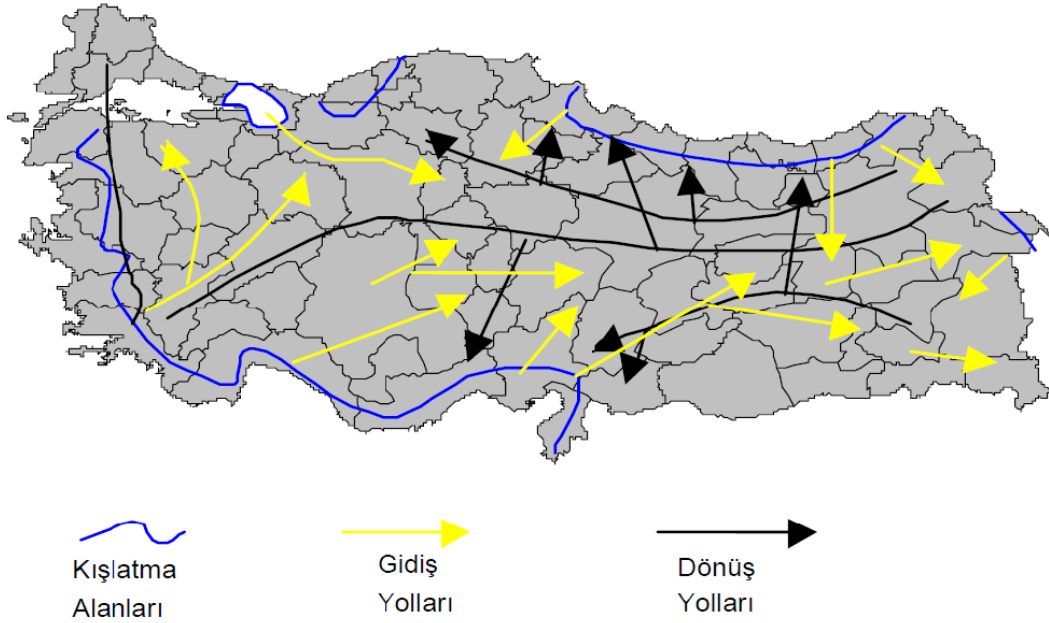 Kışlatma
Alanları
Gidiş
Yolları
Dönüş
Yolları